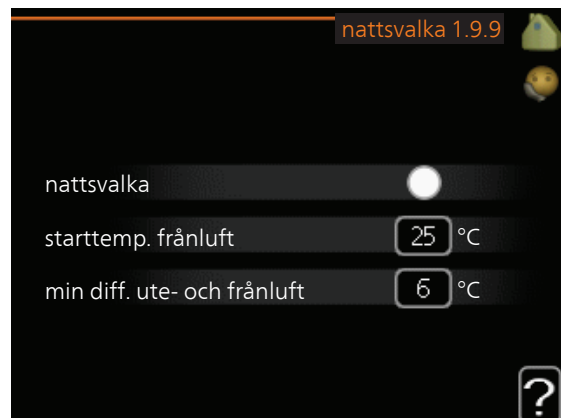 nattsvalka 1.9.9
nattsvalka
starttemp. frånluft 25 °C
min diff. ute- och frånluft 6 °C
?